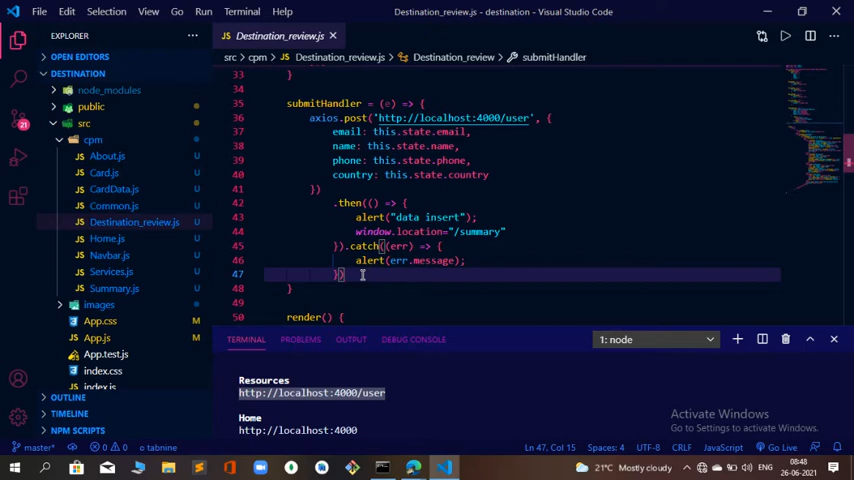 File Edit Selection View Go Run Terminal Help Destination_review.js - destination - Visual Studio Code
EXPLORER
OPEN EDITORS
DESTINATION
node_modules
public
src
cpm
About.js U
Card.js U
CardData.js U
Common.js U
Destination_review.js U
Home.js U
Navbar.js U
Services.js U
Summary.js U
images
App.css
App.js
App.test.js
index.css
index.js
OUTLINE
TIMELINE
NPM SCRIPTS
Destination_review.js
src > cpm > Destination_review.js > Destination_review > submitHandler
33 }
34
35 submitHandler = (e) => {
36 axios.post('http://localhost:4000/user', {
37 email: this.state.email,
38 name: this.state.name,
39 phone: this.state.phone,
40 country: this.state.country
41 })
42 .then(() => {
43 alert("data insert");
44 window.location="/summary"
45 }).catch((err) => {
46 alert(err.message);
47 })
48 }
49
50 render() {
TERMINAL PROBLEMS OUTPUT DEBUG CONSOLE 1: node
Resources
http://localhost:4000/user
Home
http://localhost:4000
Activate Windows
Go to Settings to activate Windows.
master* 0 0 tabnine Ln 47, Col 15 Spaces: 4 UTF-8 CRLF JavaScript Go Live
21°C Mostly cloudy ENG 08:48
26-06-2021